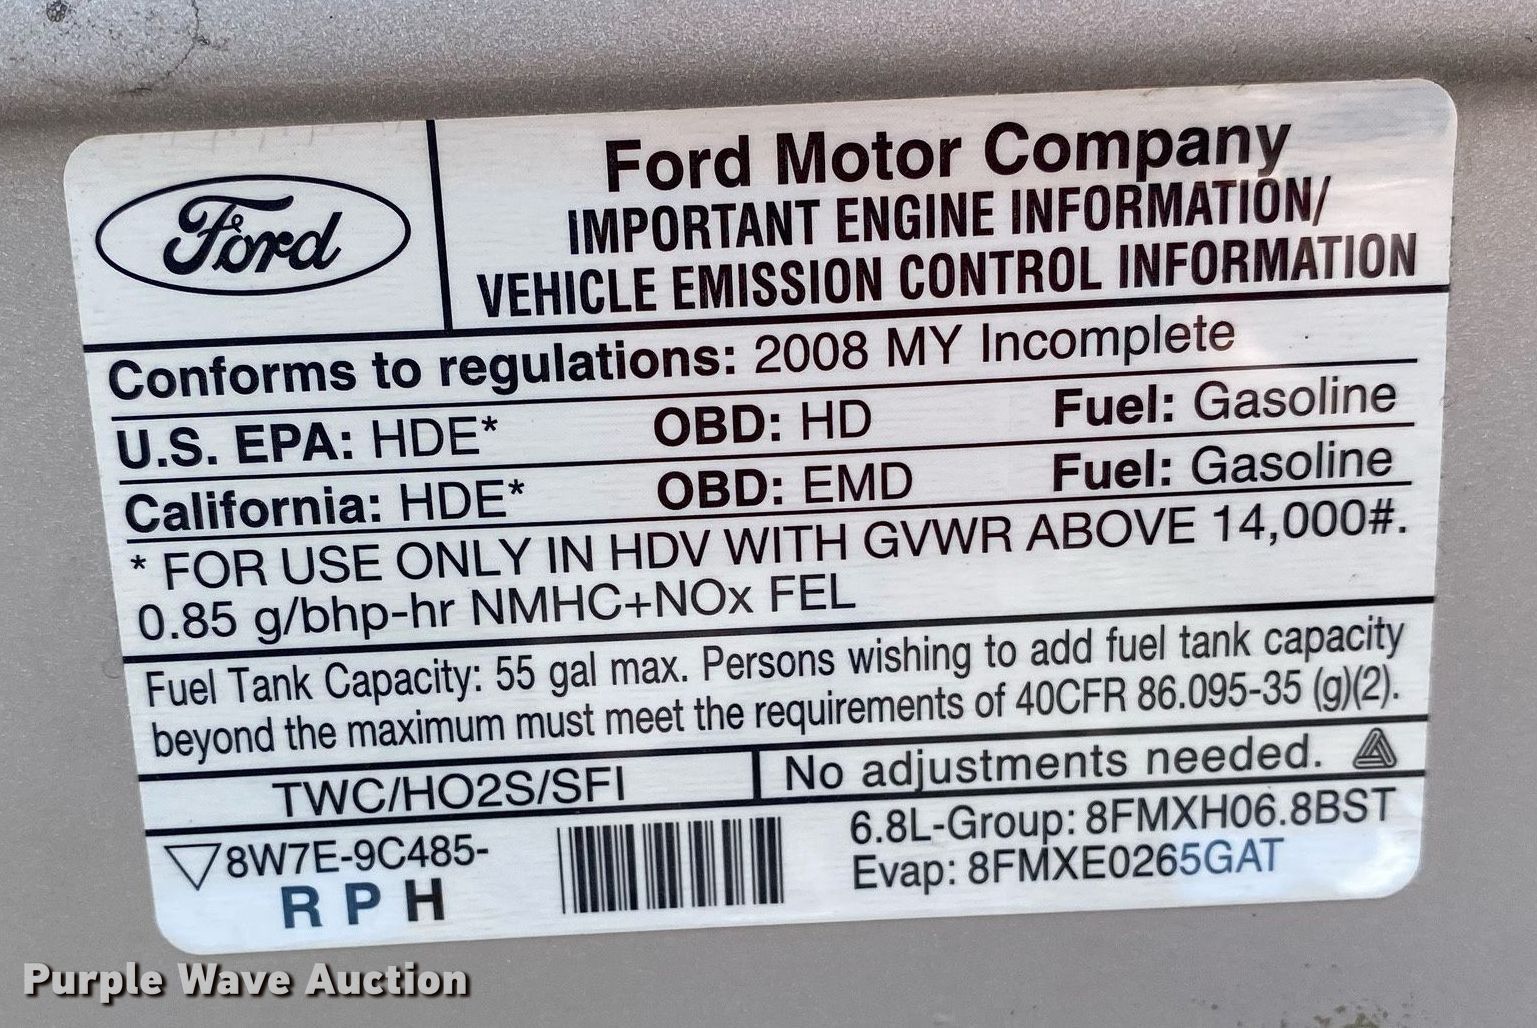 Ford
Ford Motor Company
IMPORTANT ENGINE INFORMATION/
VEHICLE EMISSION CONTROL INFORMATION
Conforms to regulations: 2008 MY Incomplete
U.S. EPA: HDE* OBD: HD Fuel: Gasoline
California: HDE* OBD: EMD Fuel: Gasoline
* FOR USE ONLY IN HDV WITH GVWR ABOVE 14,000#.
0.85 g/bhp-hr NMHC+NOx FEL
Fuel Tank Capacity: 55 gal max. Persons wishing to add fuel tank capacity
beyond the maximum must meet the requirements of 40CFR 86.095-35 (g)(2).
TWC/HO2S/SFI No adjustments needed.
8W7E-9C485-
R P H
6.8L-Group: 8FMXH06.8BST
Evap: 8FMXE0265GAT
Purple Wave Auction